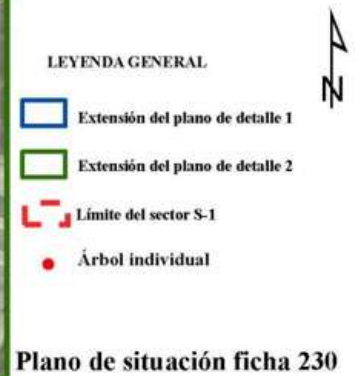 N
LEYENDA GENERAL
Extensión del plano de detalle 1
Extensión del plano de detalle 2
Límite del sector S-1
Árbol individual
Plano de situación ficha 230